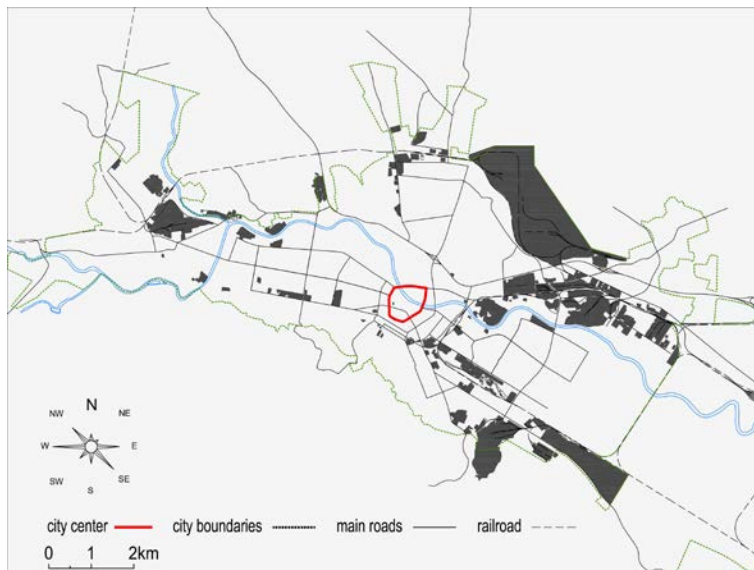 N
NW NE
W E
SW SE
S
city center city boundaries main roads railroad
0 1 2km